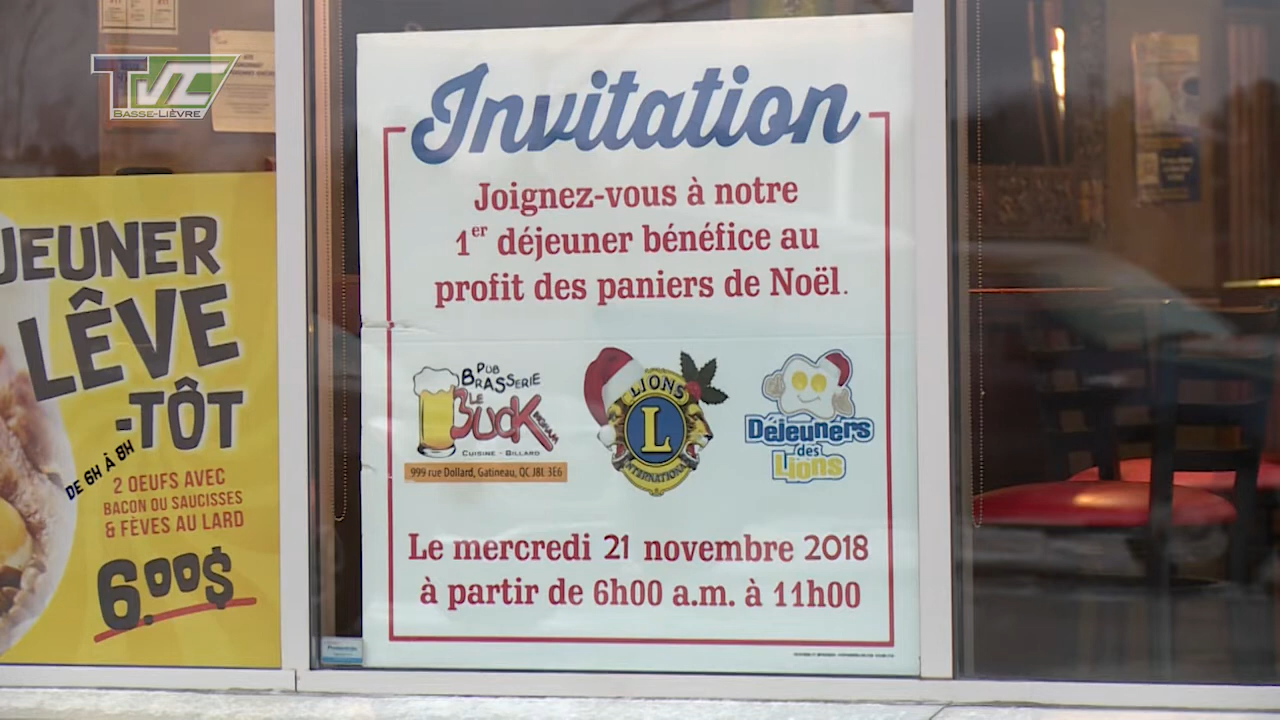 TVC
BASSE-LIÈVRE
JEUNER
LÊVE
-TÔT
DE 6H À 8H
2 OEUFS AVEC
BACON OU SAUCISSES
& FÈVES AU LARD
6.00$
Invitation
Joignez-vous à notre
1er déjeuner bénéfice au
profit des paniers de Noël.
PUB
BRASSERIE
LE
BUCK
INGHAM
CUISINE - BILLARD
999 rue Dollard, Gatineau, QC J8L 3E6
LIONS
L
INTERNATIONAL
Déjeuners
des
Lions
Le mercredi 21 novembre 2018
à partir de 6h00 a.m. à 11h00